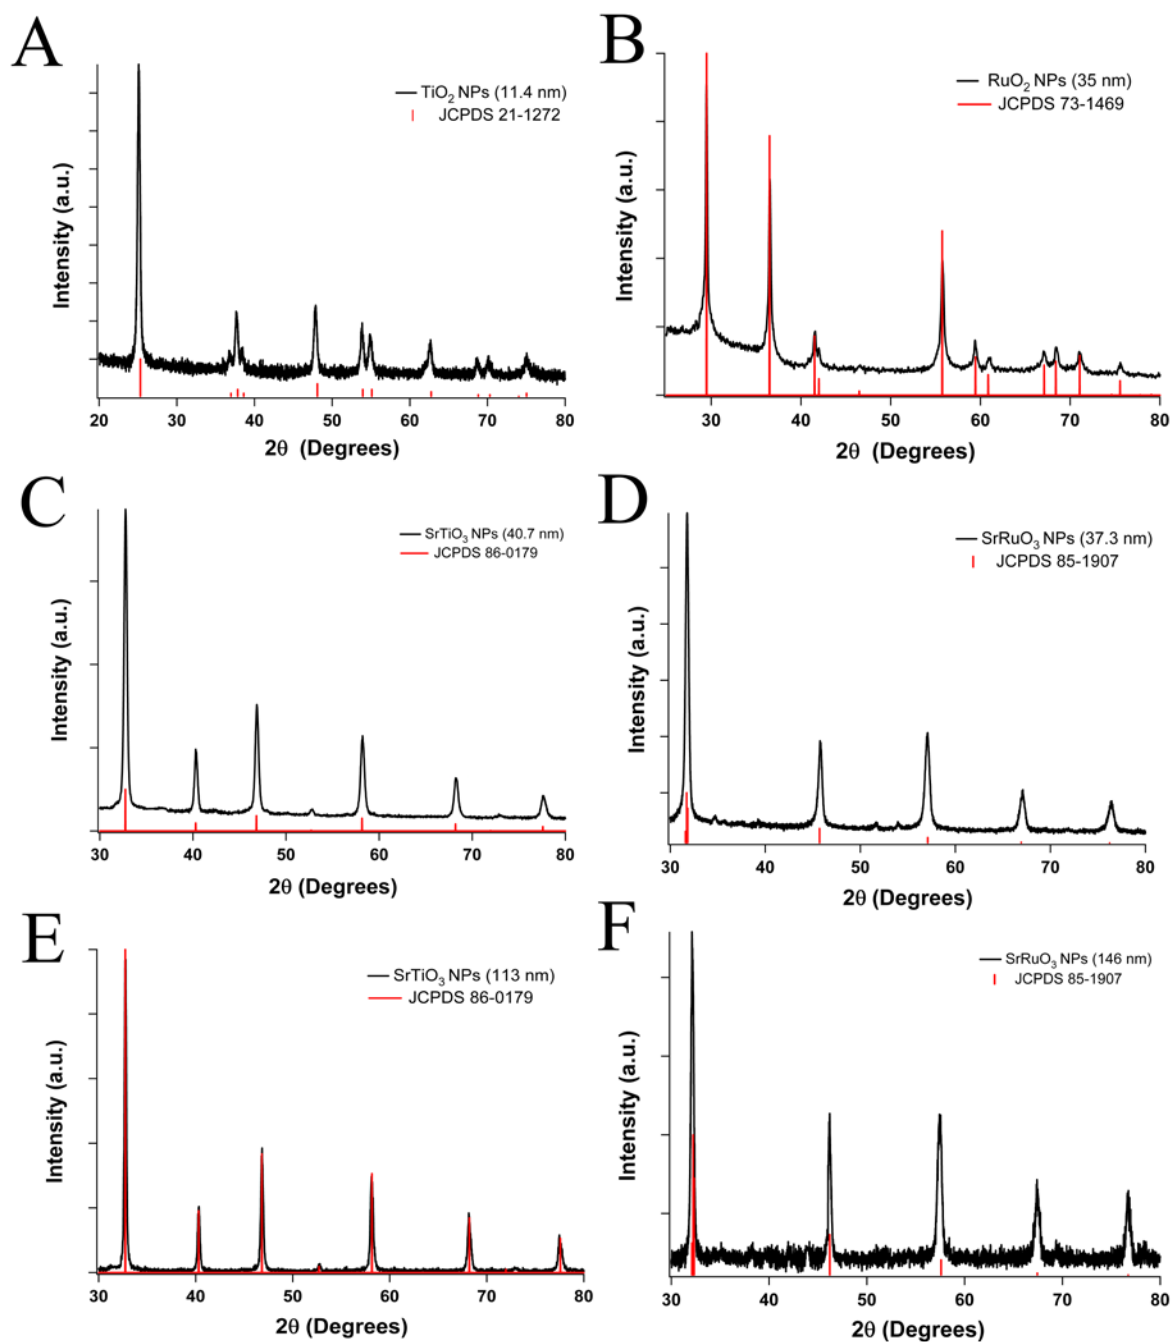 A
TiO₂ NPs (11.4 nm)
JCPDS 21-1272
Intensity (a.u.)
20 30 40 50 60 70 80
2θ (Degrees)
B
RuO₂ NPs (35 nm)
JCPDS 73-1469
Intensity (a.u.)
30 40 50 60 70 80
2θ (Degrees)
C
SrTiO₃ NPs (40.7 nm)
JCPDS 86-0179
Intensity (a.u.)
30 40 50 60 70 80
2θ (Degrees)
D
SrRuO₃ NPs (37.3 nm)
JCPDS 85-1907
Intensity (a.u.)
30 40 50 60 70 80
2θ (Degrees)
E
SrTiO₃ NPs (113 nm)
JCPDS 86-0179
Intensity (a.u.)
30 40 50 60 70 80
2θ (Degrees)
F
SrRuO₃ NPs (146 nm)
JCPDS 85-1907
Intensity (a.u.)
30 40 50 60 70 80
2θ (Degrees)